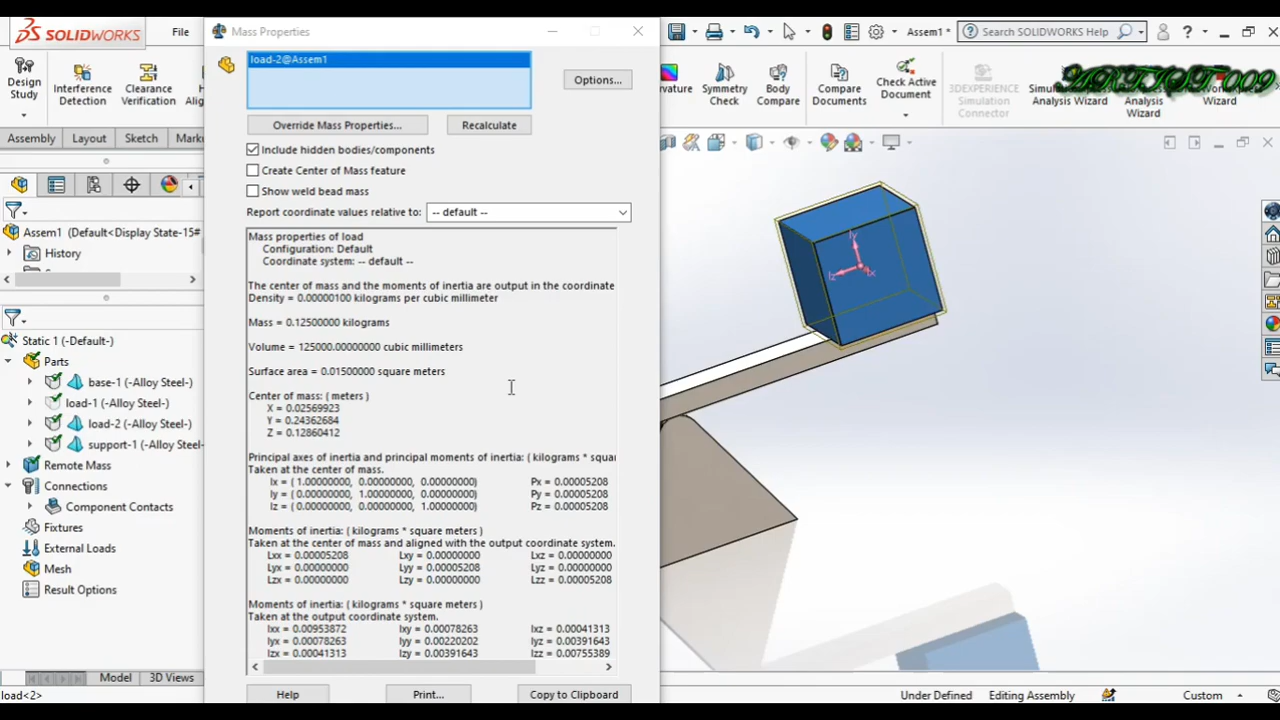 SOLIDWORKS
File
Mass Properties
Assem1 *
Search SOLIDWORKS Help
Design Study
Interference Detection
Clearance Verification
Symmetry Check
Body Compare
Compare Documents
Check Active Document
3DEXPERIENCE Simulation Connector
Analysis Wizard
Analysis Wizard
Wizard
load-2@Assem1
Options...
Override Mass Properties...
Recalculate
Include hidden bodies/components
Create Center of Mass feature
Show weld bead mass
Report coordinate values relative to:
-- default --
Assembly
Layout
Sketch
Assem1 (Default<Display State-15#
History
Static 1 (-Default-)
Parts
base-1 (-Alloy Steel-)
load-1 (-Alloy Steel-)
load-2 (-Alloy Steel-)
support-1 (-Alloy Steel-
Remote Mass
Connections
Component Contacts
Fixtures
External Loads
Mesh
Result Options
Mass properties of load
Configuration: Default
Coordinate system: -- default --
The center of mass and the moments of inertia are output in the coordinate
Density = 0.00000100 kilograms per cubic millimeter
Mass = 0.12500000 kilograms
Volume = 125000.00000000 cubic millimeters
Surface area = 0.01500000 square meters
Center of mass: ( meters )
X = 0.02569923
Y = 0.24362684
Z = 0.12860412
Principal axes of inertia and principal moments of inertia: ( kilograms * squa
Taken at the center of mass.
Ix = ( 1.00000000, 0.00000000, 0.00000000) Px = 0.00005208
Iy = ( 0.00000000, 1.00000000, 0.00000000) Py = 0.00005208
Iz = ( 0.00000000, 0.00000000, 1.00000000) Pz = 0.00005208
Moments of inertia: ( kilograms * square meters )
Taken at the center of mass and aligned with the output coordinate system.
Lxx = 0.00005208 Lxy = 0.00000000 Lxz = 0.00000000
Lyx = 0.00000000 Lyy = 0.00005208 Lyz = 0.00000000
Lzx = 0.00000000 Lzy = 0.00000000 Lzz = 0.00005208
Moments of inertia: ( kilograms * square meters )
Taken at the output coordinate system.
Ixx = 0.00953872 Ixy = 0.00078263 Ixz = 0.00041313
Iyx = 0.00078263 Iyy = 0.00220202 Iyz = 0.00391643
Izx = 0.00041313 Izy = 0.00391643 Izz = 0.00755389
Iy
Iz
Ix
Help
Print...
Copy to Clipboard
Model
3D Views
load<2>
Under Defined
Editing Assembly
Custom